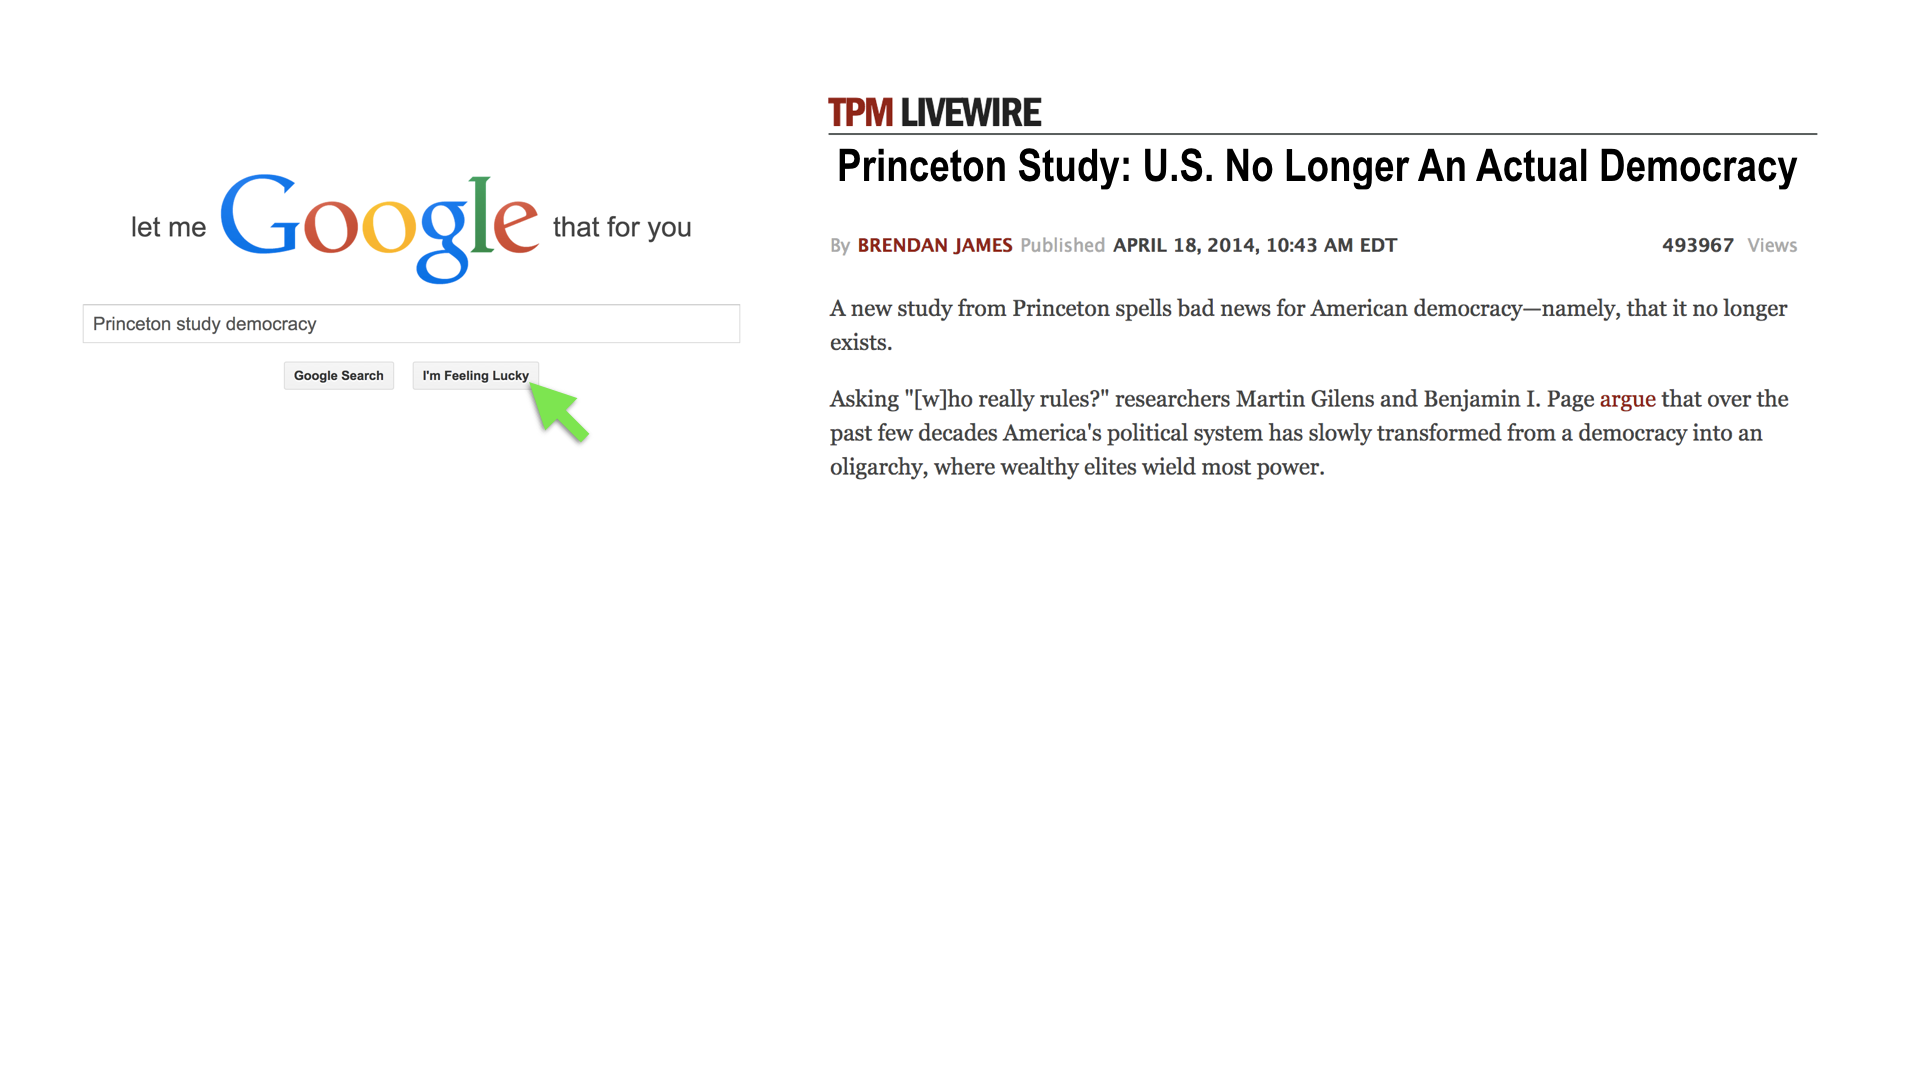 let me Google that for you
Princeton study democracy
Google Search I'm Feeling Lucky
TPM LIVEWIRE
Princeton Study: U.S. No Longer An Actual Democracy
By BRENDAN JAMES Published APRIL 18, 2014, 10:43 AM EDT 493967 Views
A new study from Princeton spells bad news for American democracy—namely, that it no longer
exists.
Asking "[w]ho really rules?" researchers Martin Gilens and Benjamin I. Page argue that over the
past few decades America's political system has slowly transformed from a democracy into an
oligarchy, where wealthy elites wield most power.